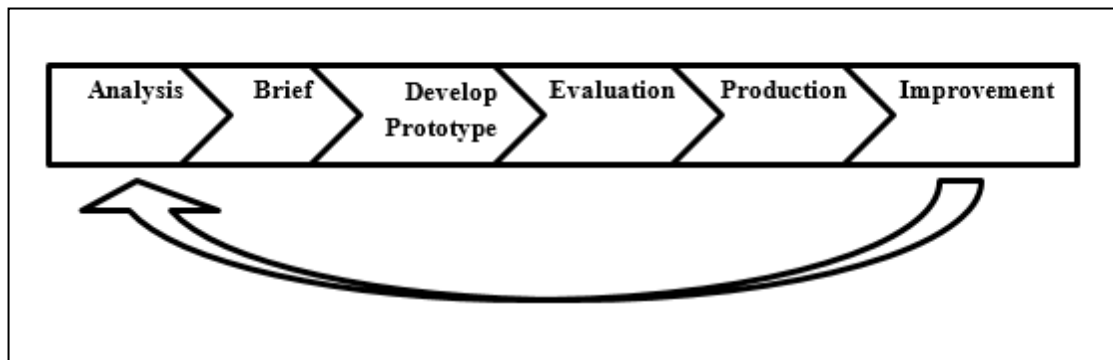 Analysis
Brief
Develop
Prototype
Evaluation
Production
Improvement